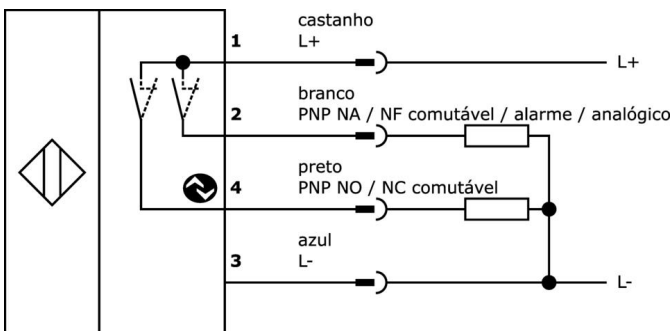 castanho
1 L+
L+
branco
2 PNP NA / NF comutável / alarme / analógico
preto
4 PNP NO / NC comutável
azul
3 L-
L-